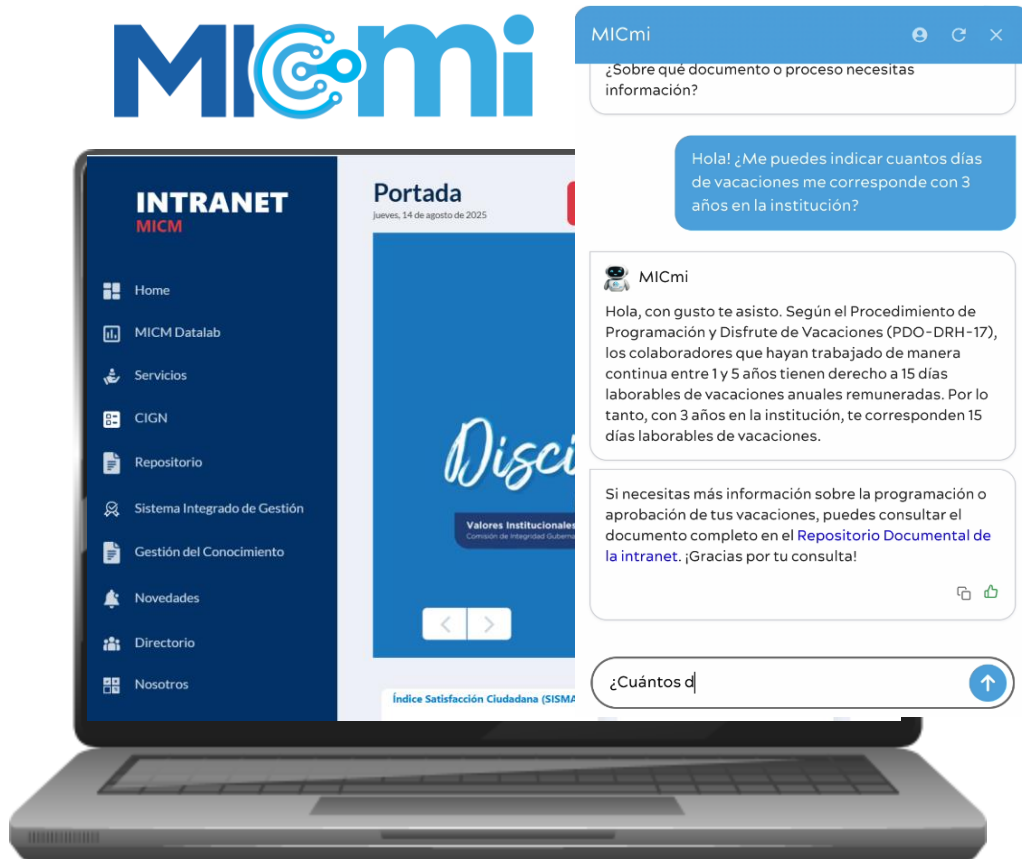 MICmi
INTRANET
MICM
Home
MICM Datalab
Servicios
CIGN
Repositorio
Sistema Integrado de Gestión
Gestión del Conocimiento
Novedades
Directorio
Nosotros
Portada
jueves, 14 de agosto de 2025
Disci
Valores Institucionales
Comisión de Integridad Guberna
Índice Satisfacción Ciudadana (SISMA
MICmi
¿Sobre qué documento o proceso necesitas
información?
Hola! ¿Me puedes indicar cuantos días
de vacaciones me corresponde con 3
años en la institución?
MICmi
Hola, con gusto te asisto. Según el Procedimiento de
Programación y Disfrute de Vacaciones (PDO-DRH-17),
los colaboradores que hayan trabajado de manera
continua entre 1 y 5 años tienen derecho a 15 días
laborables de vacaciones anuales remuneradas. Por lo
tanto, con 3 años en la institución, te corresponden 15
días laborables de vacaciones.
Si necesitas más información sobre la programación o
aprobación de tus vacaciones, puedes consultar el
documento completo en el Repositorio Documental de
la intranet. ¡Gracias por tu consulta!
¿Cuántos d